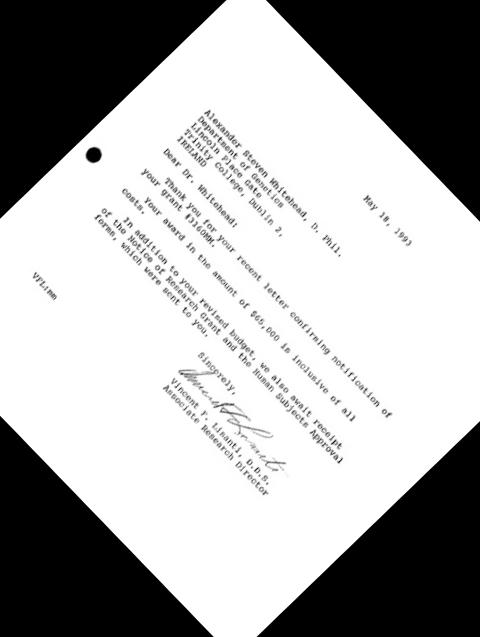 May 18, 1993
Alexander Steven Whitehead, D. Phil.
Department of Genetics
Lincoln Place Gate
Trinity College, Dublin 2,
IRELAND
Dear Dr. Whitehead:
Thank you for your recent letter confirming notification of
your grant #3160MM.
Your award in the amount of $65,000 is inclusive of all
costs.
In addition to your revised budget, we also await receipt
of the Notice of Research Grant and the Human Subjects Approval
forms, which were sent to you.
Sincerely,
Vincent F. Lisanti, D.D.S.
Associate Research Director
VFL:mm